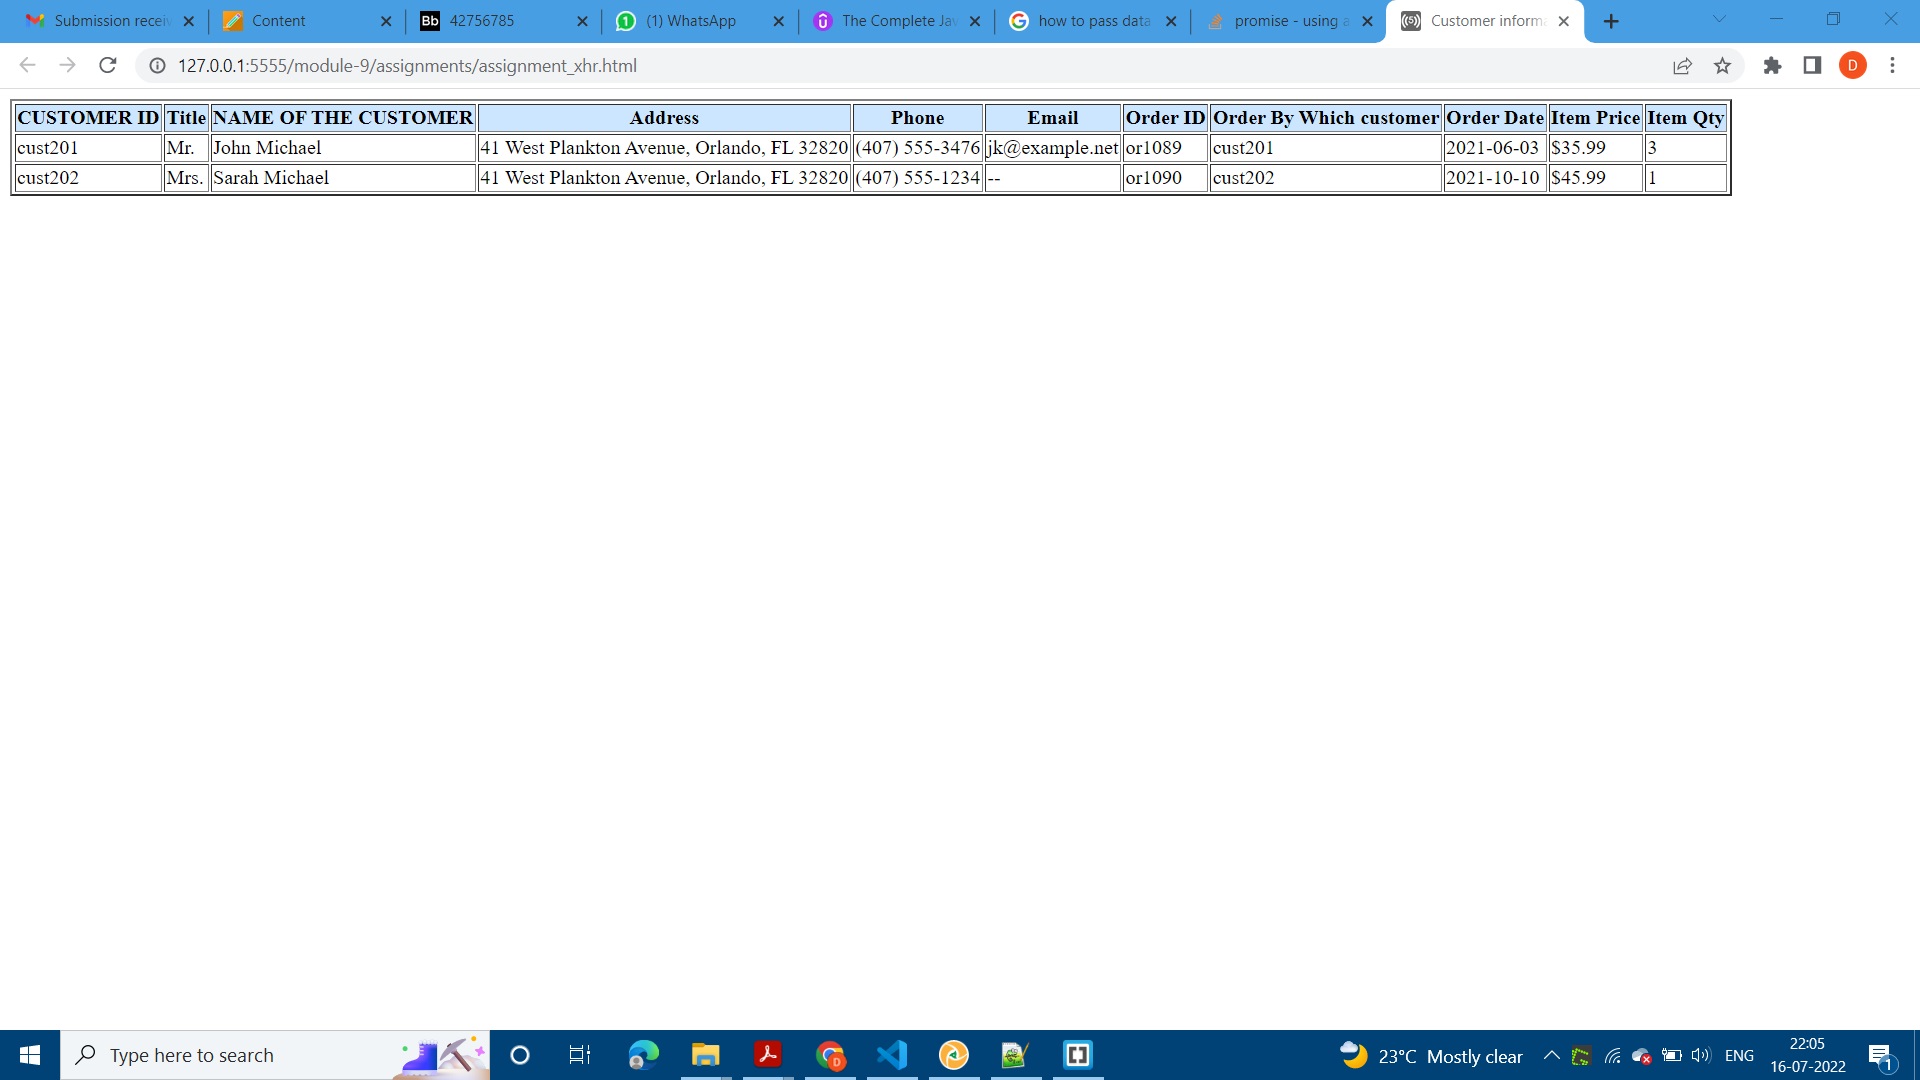 Submission receiv Content 42756785 (1) WhatsApp The Complete Jav how to pass data promise - using a Customer informa
127.0.0.1:5555/module-9/assignments/assignment_xhr.html D
CUSTOMER ID Title NAME OF THE CUSTOMER Address Phone Email Order ID Order By Which customer Order Date Item Price Item Qty
cust201 Mr. John Michael 41 West Plankton Avenue, Orlando, FL 32820 (407) 555-3476 jk@example.net or1089 cust201 2021-06-03 $35.99 3
cust202 Mrs. Sarah Michael 41 West Plankton Avenue, Orlando, FL 32820 (407) 555-1234 -- or1090 cust202 2021-10-10 $45.99 1
Type here to search 23°C Mostly clear ENG 22:05
16-07-2022 1